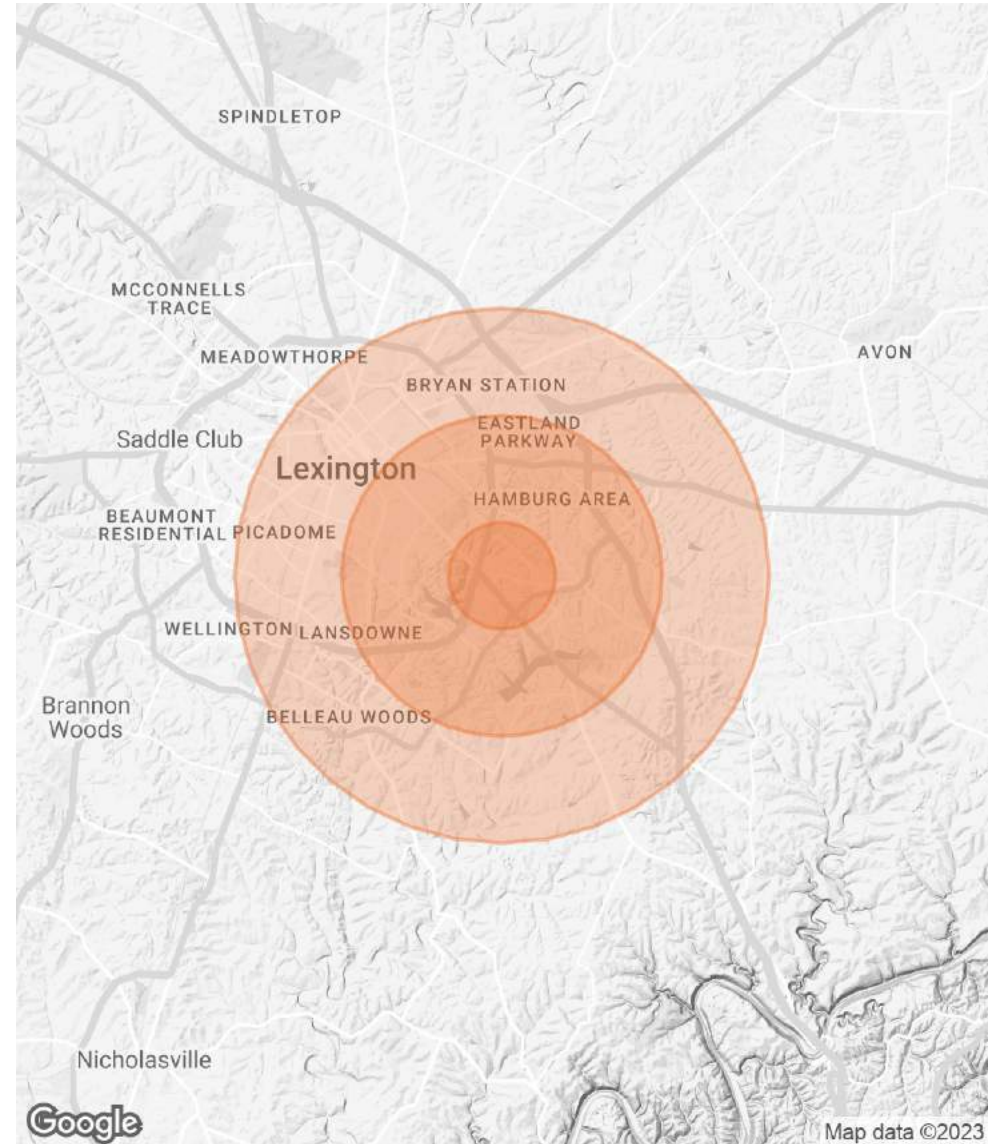 SPINDLETOP
MCCONNELLS
TRACE
MEADOWTHORPE
AVON
BRYAN STATION
EASTLAND
PARKWAY
Saddle Club
Lexington
HAMBURG AREA
BEAUMONT
RESIDENTIAL
PICADOME
WELLINGTON
LANSDOWNE
Brannon
Woods
BELLEAU WOODS
Nicholasville
Google
Map data ©2023